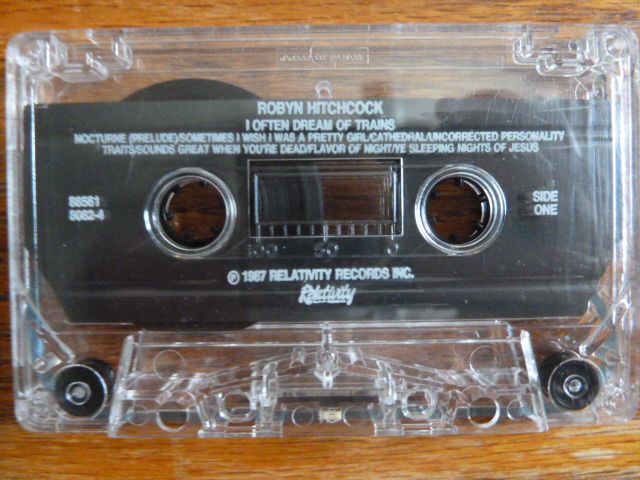 ROBYN HITCHCOCK
I OFTEN DREAM OF TRAINS
NOCTURNE (PRELUDE)/SOMETIMES I WISH I WAS A PRETTY GIRL/CATHEDRAL/UNCORRECTED PERSONALITY
TRAITS/SOUNDS GREAT WHEN YOU'RE DEAD/FLAVOR OF NIGHT/YE SLEEPING NIGHTS OF JESUS
88561
8082-4
SIDE
ONE
Ⓟ 1987 RELATIVITY RECORDS INC.
Relativity